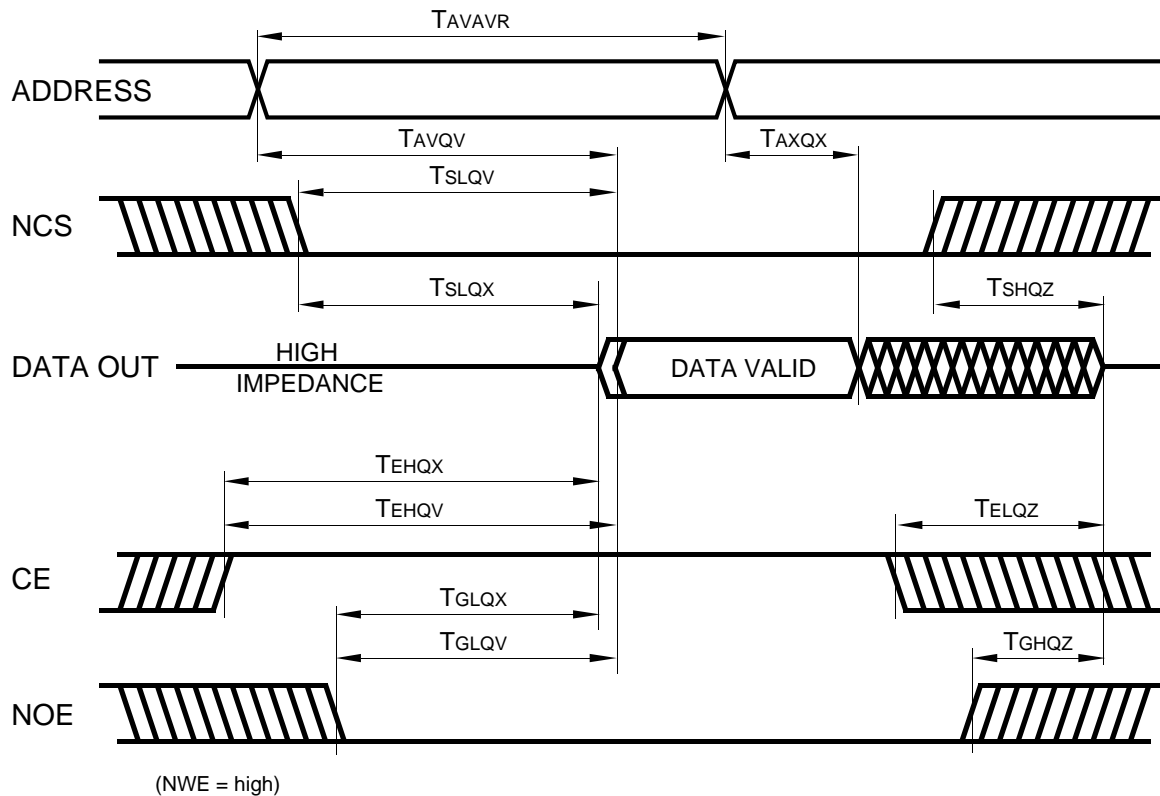 TAVAVR
ADDRESS
TAVQV
TAXQX
TSLQV
NCS
TSLQX
TSHQZ
DATA OUT
HIGH
IMPEDANCE
DATA VALID
TEHQX
TEHQV
TELQZ
CE
TGLQX
TGLQV
TGHQZ
NOE
(NWE = high)